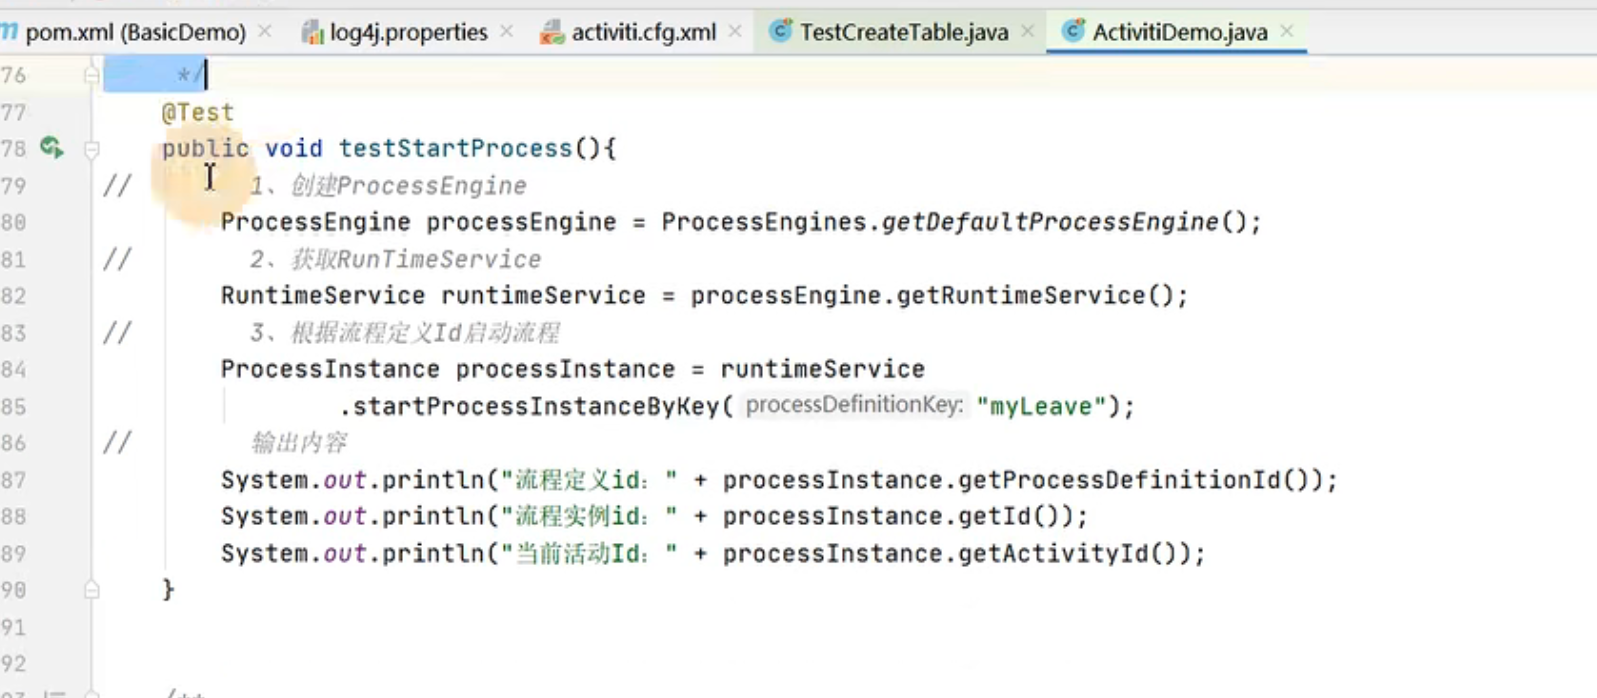 pom.xml (BasicDemo) × log4j.properties × activiti.cfg.xml × TestCreateTable.java × ActivitiDemo.java ×
76 */
77 @Test
78 public void testStartProcess(){
79 // 1、创建ProcessEngine
80 ProcessEngine processEngine = ProcessEngines.getDefaultProcessEngine();
81 // 2、获取RunTimeService
82 RuntimeService runtimeService = processEngine.getRuntimeService();
83 // 3、根据流程定义Id启动流程
84 ProcessInstance processInstance = runtimeService
85 .startProcessInstanceByKey( processDefinitionKey: "myLeave");
86 // 输出内容
87 System.out.println("流程定义id：" + processInstance.getProcessDefinitionId());
88 System.out.println("流程实例id：" + processInstance.getId());
89 System.out.println("当前活动Id：" + processInstance.getActivityId());
90 }
91
92
/**